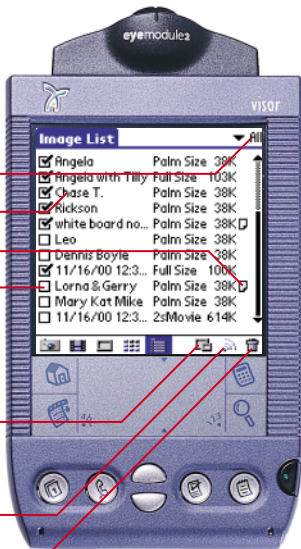 eyemodule2
visor
Image List All
Angela Palm Size 38K
Angela with Tilly Full Size 103K
Chase T. Palm Size 38K
Rickson Palm Size 38K
white board no... Palm Size 38K
Leo Palm Size 38K
Dennis Boyle Palm Size 38K
11/16/00 12:3... Full Size 100K
Lorna & Gerry Palm Size 38K
Mary Kat Mike Palm Size 38K
11/16/00 12:3... 2sMovie 614K